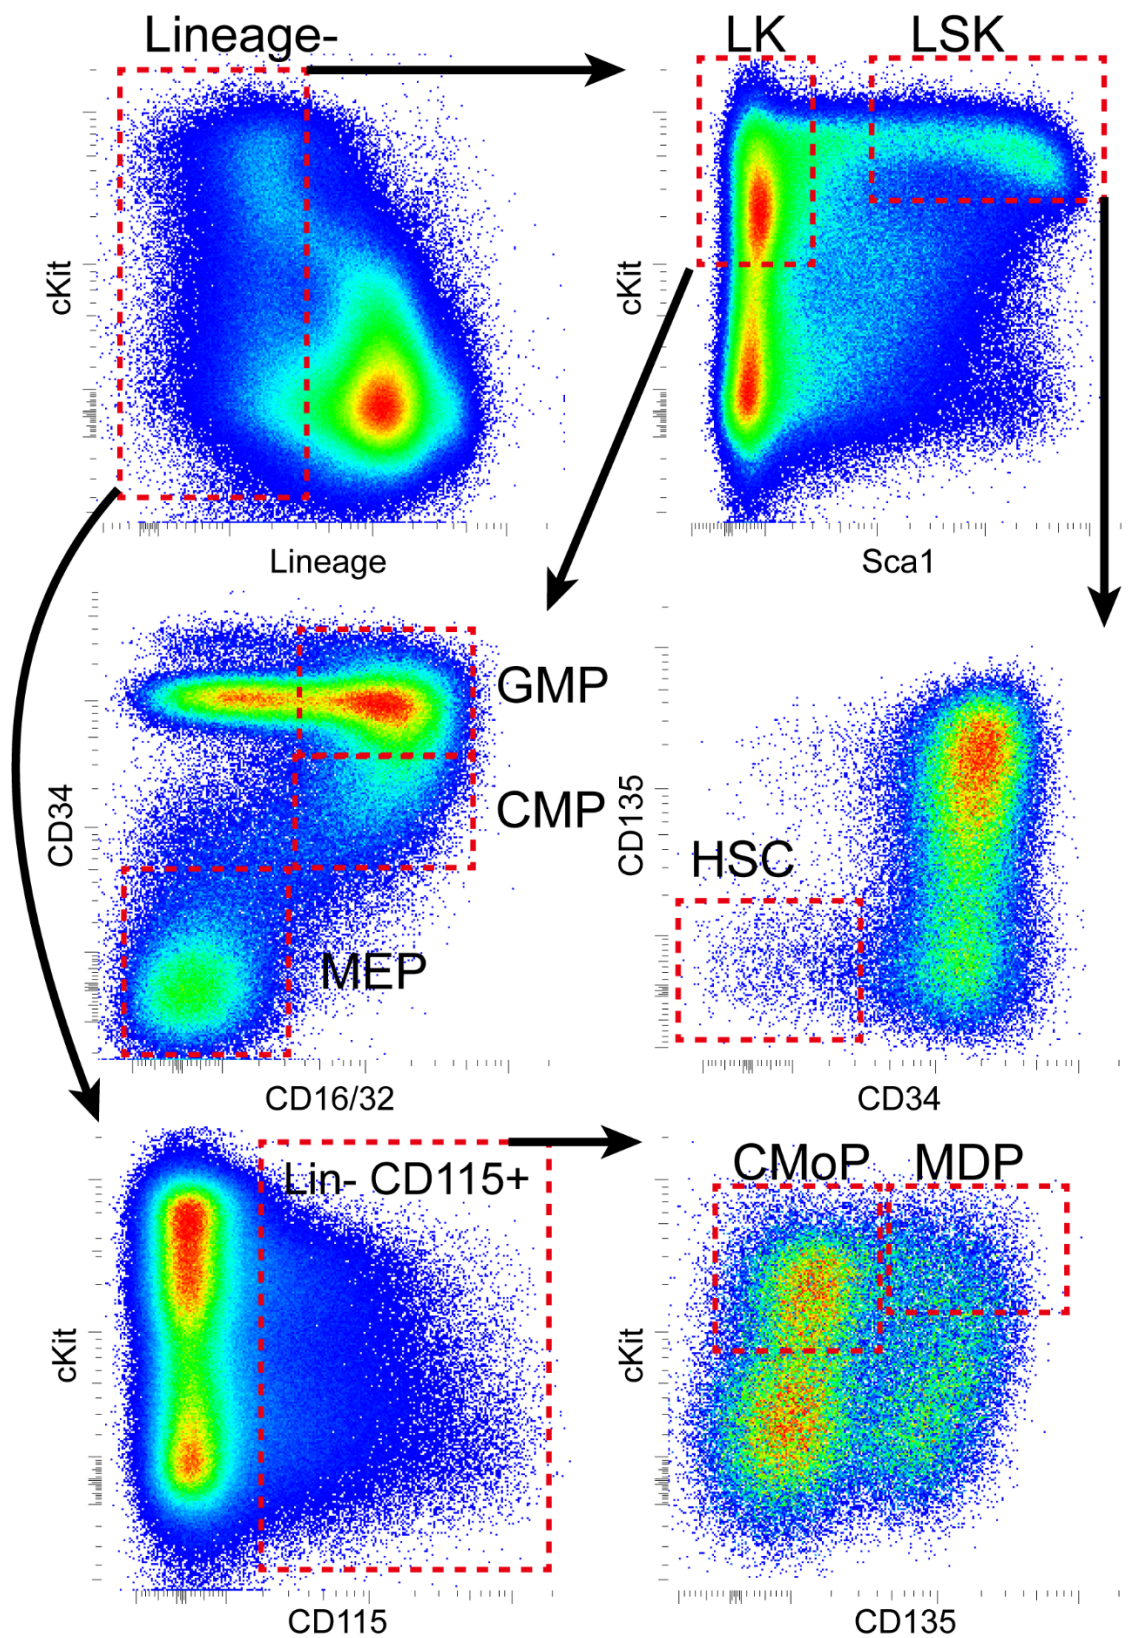 Lineage-
LK
LSK
cKit
cKit
Lineage
Sca1
GMP
CD34
CMP
CD135
HSC
MEP
CD16/32
CD34
Lin- CD115+
CMoP
MDP
cKit
cKit
CD115
CD135